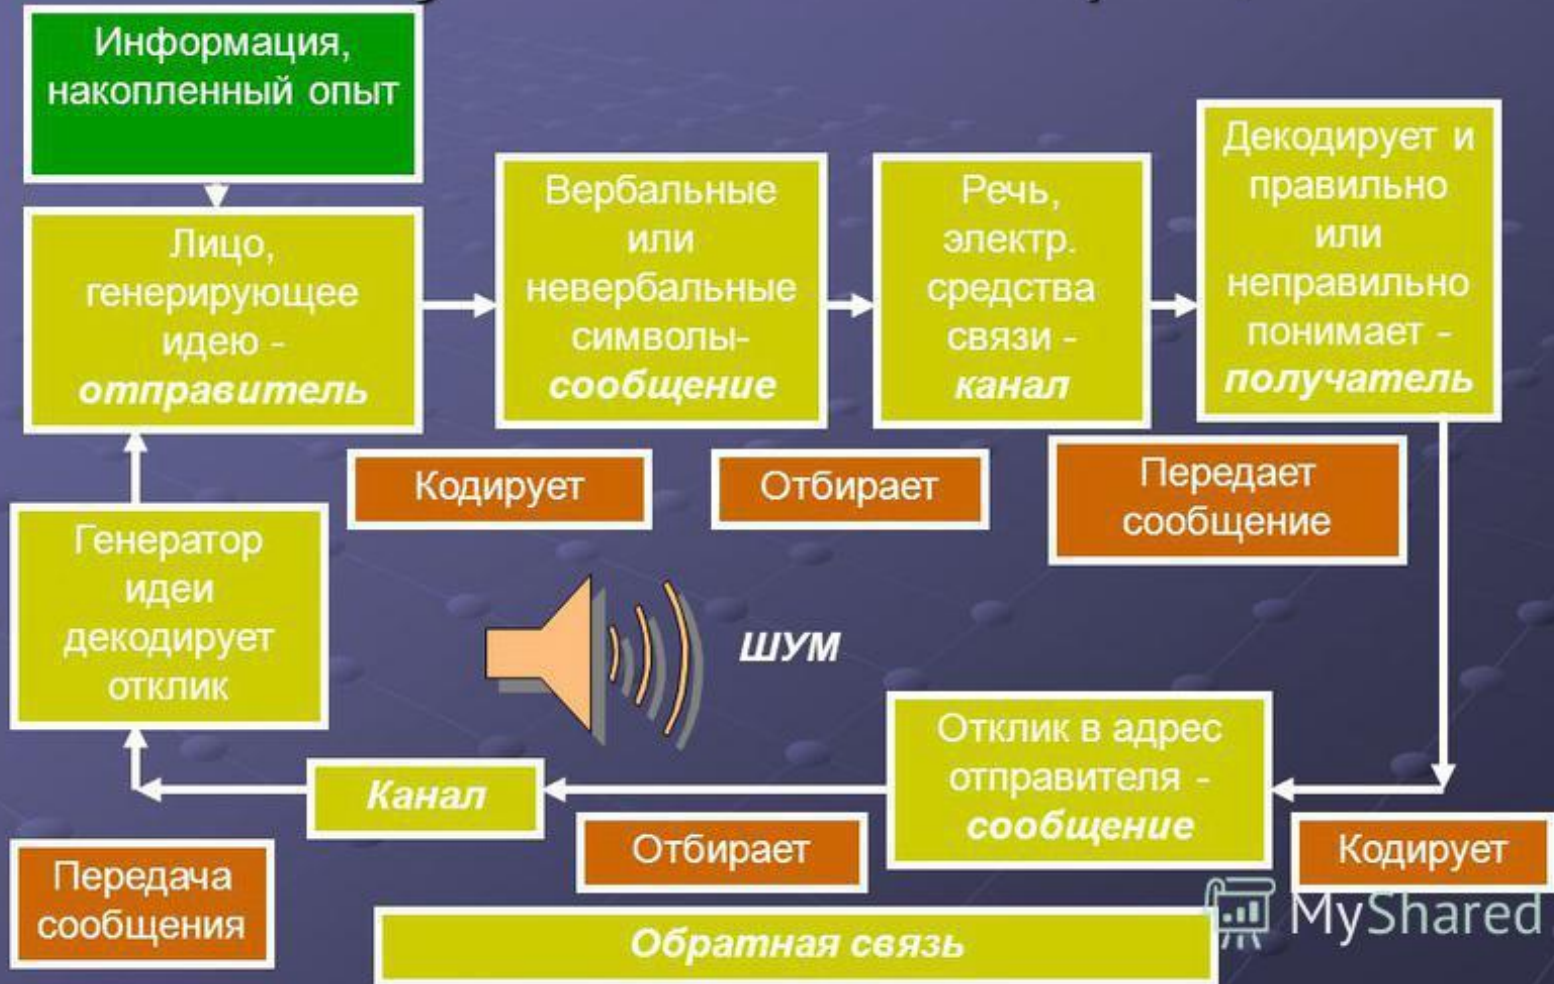 Информация,
накопленный опыт
Лицо,
генерирующее
идею -
отправитель
Вербальные
или
невербальные
символы-
сообщение
Речь,
электр.
средства
связи -
канал
Декодирует и
правильно
или
неправильно
понимает -
получатель
Кодирует
Отбирает
Передает
сообщение
Генератор
идеи
декодирует
отклик
ШУМ
Отклик в адрес
отправителя -
сообщение
Канал
Отбирает
Кодирует
Передача
сообщения
Обратная связь
MyShared